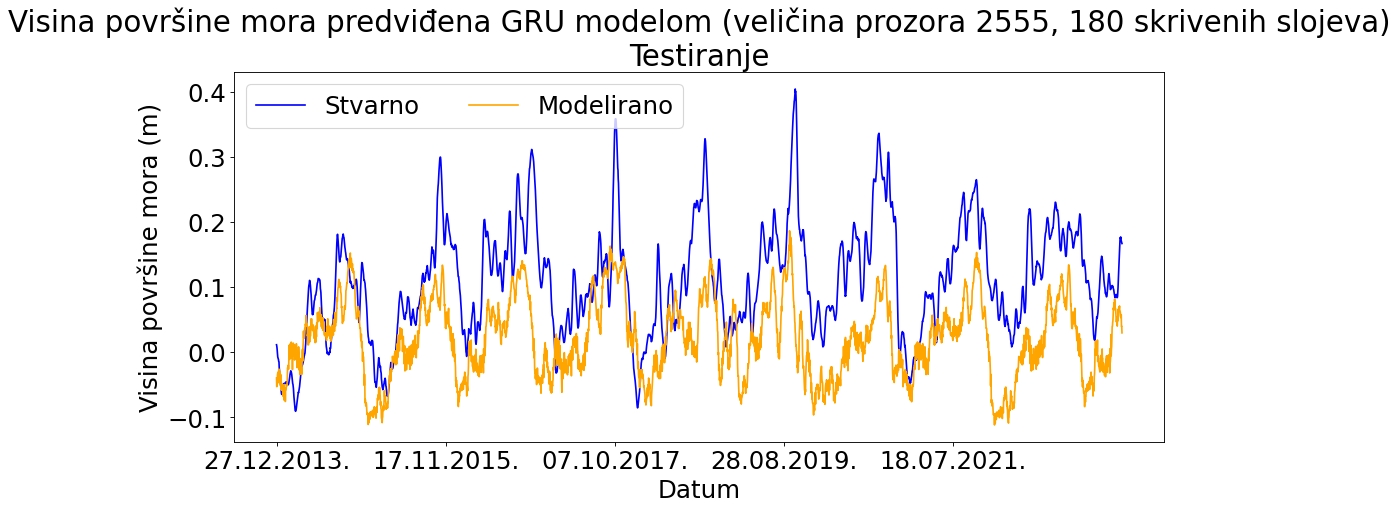 Visina površine mora predviđena GRU modelom (veličina prozora 2555, 180 skrivenih slojeva)
Testiranje
Stvarno
Modelirano
Visina površine mora (m)
0.4
0.3
0.2
0.1
0.0
−0.1
27.12.2013.
17.11.2015.
07.10.2017.
28.08.2019.
18.07.2021.
Datum